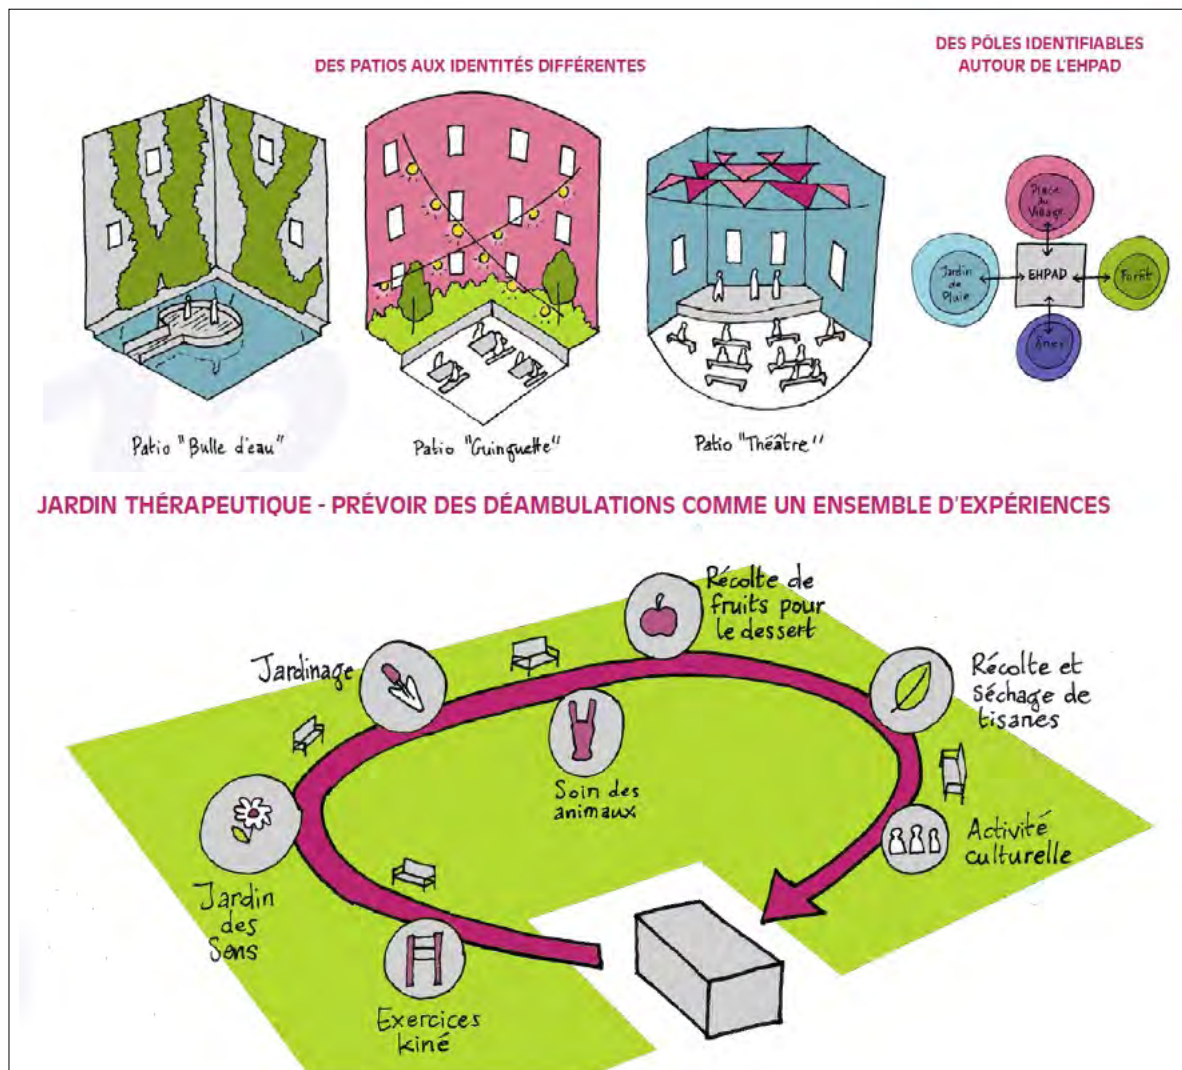 DES PATIOS AUX IDENTITÉS DIFFÉRENTES
DES PÔLES IDENTIFIABLES
AUTOUR DE L'EHPAD
Patio "Bulle d'eau"
Patio "Guinguette"
Patio "Théâtre"
Place
du
Village
Jardin
de
Pluie
EHPAD
Forêt
JARDIN THÉRAPEUTIQUE - PRÉVOIR DES DÉAMBULATIONS COMME UN ENSEMBLE D'EXPÉRIENCES
Récolte de
fruits pour
le dessert
Jardinage
Récolte et
séchage de
tisanes
Soin des
animaux
Activité
culturelle
Jardin
des
Sens
Exercices
kiné